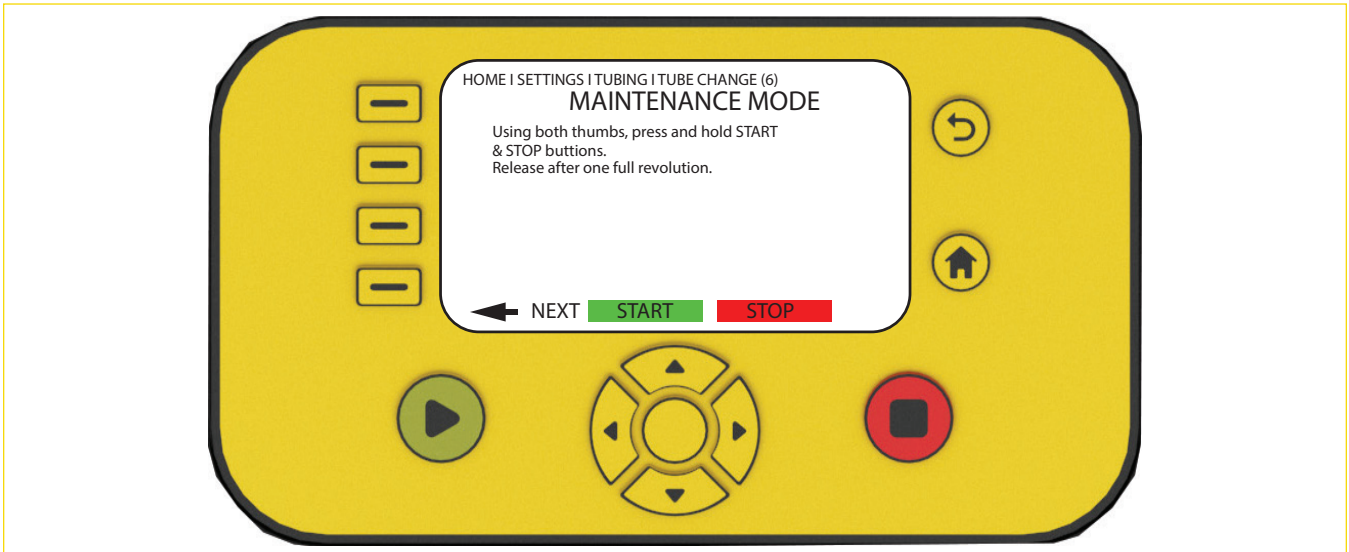 HOME I SETTINGS I TUBING I TUBE CHANGE (6)
MAINTENANCE MODE
Using both thumbs, press and hold START
& STOP buttions.
Release after one full revolution.
NEXT START STOP